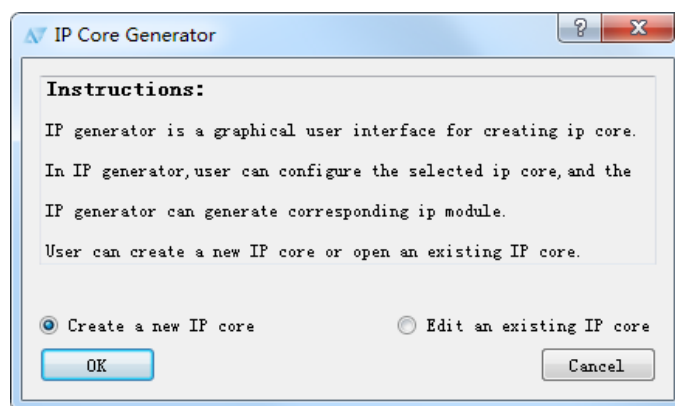 IP Core Generator
Instructions:
IP generator is a graphical user interface for creating ip core.
In IP generator, user can configure the selected ip core, and the
IP generator can generate corresponding ip module.
User can create a new IP core or open an existing IP core.
Create a new IP core
Edit an existing IP core
OK
Cancel